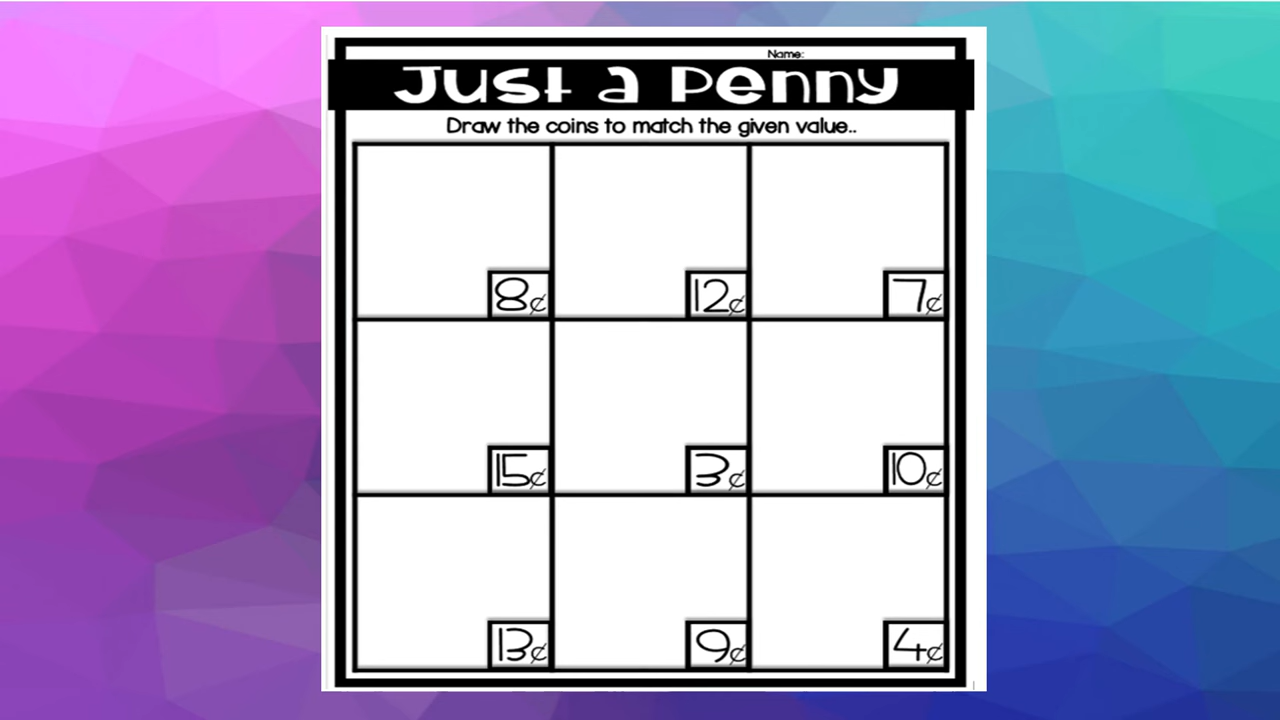 Name:
Just a Penny
Draw the coins to match the given value..
8¢ 12¢ 7¢
15¢ 3¢ 10¢
13¢ 9¢ 4¢